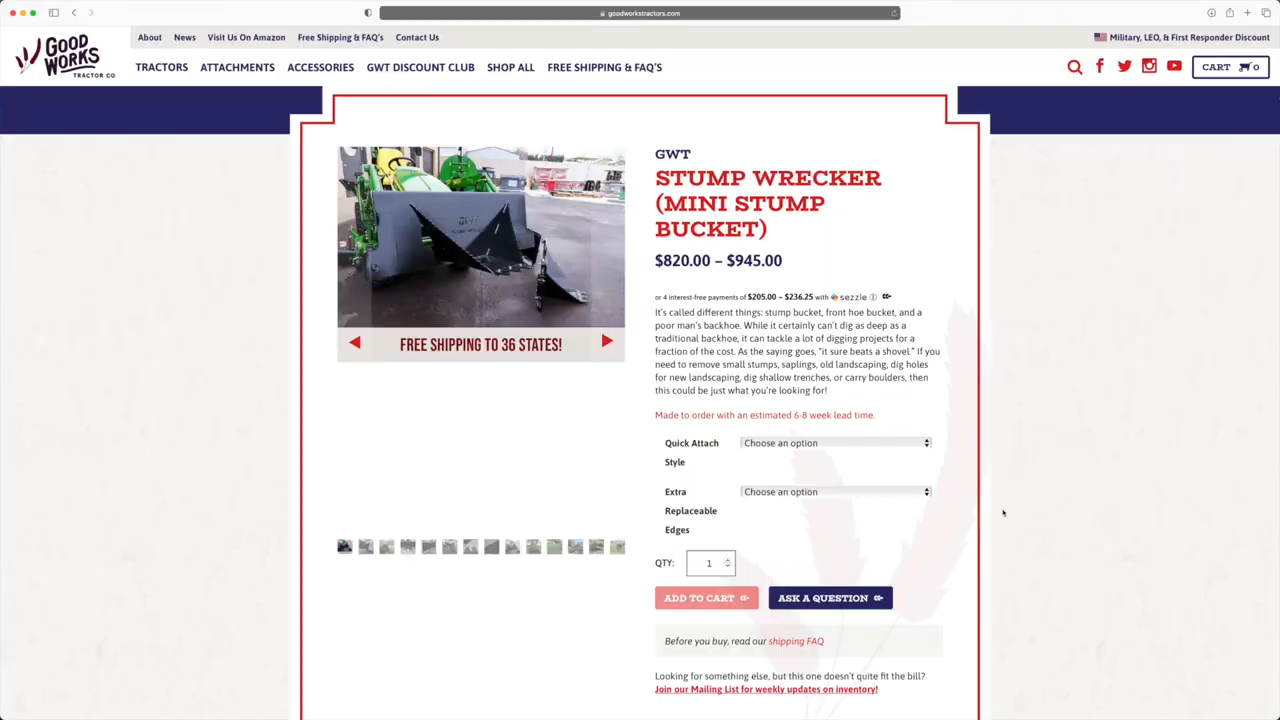 goodworkstractors.com
GOOD WORKS TRACTOR CO
About News Visit Us On Amazon Free Shipping & FAQ's Contact Us
Military, LEO, & First Responder Discount
TRACTORS ATTACHMENTS ACCESSORIES GWT DISCOUNT CLUB SHOP ALL FREE SHIPPING & FAQ'S
CART 0
GWT
STUMP WRECKER
(MINI STUMP
BUCKET)
$820.00 – $945.00
or 4 interest-free payments of $205.00 – $236.25 with sezzle
It's called different things: stump bucket, front hoe bucket, and a
poor man's backhoe. While it certainly can't dig as deep as a
traditional backhoe, it can tackle a lot of digging projects for a
fraction of the cost. As the saying goes, "it sure beats a shovel." If you
need to remove small stumps, saplings, old landscaping, dig holes
for new landscaping, dig shallow trenches, or carry boulders, then
this could be just what you're looking for!
FREE SHIPPING TO 36 STATES!
Made to order with an estimated 6-8 week lead time.
Quick Attach
Style
Choose an option
Extra
Replaceable
Edges
Choose an option
QTY: 1
ADD TO CART
ASK A QUESTION
Before you buy, read our shipping FAQ
Looking for something else, but this one doesn't quite fit the bill?
Join our Mailing List for weekly updates on inventory!